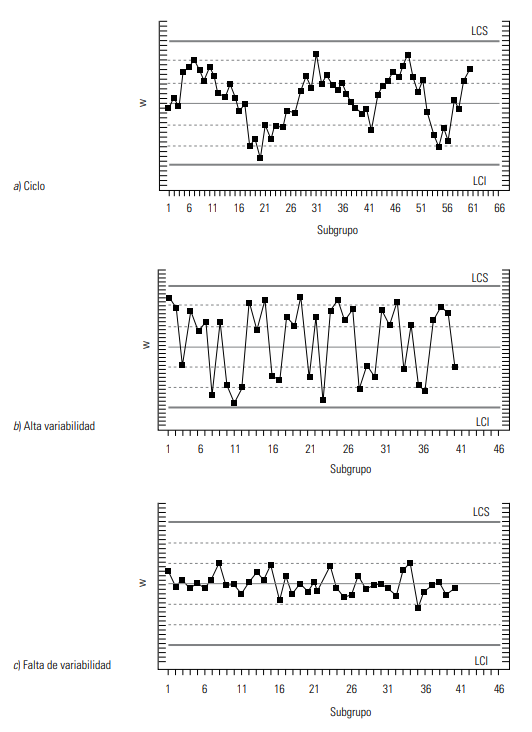 LCS
w
a) Ciclo
LCI
1 6 11 16 21 26 31 36 41 46 51 56 61 66
Subgrupo
LCS
w
b) Alta variabilidad
LCI
1 6 11 16 21 26 31 36 41 46
Subgrupo
LCS
w
c) Falta de variabilidad
LCI
1 6 11 16 21 26 31 36 41 46
Subgrupo